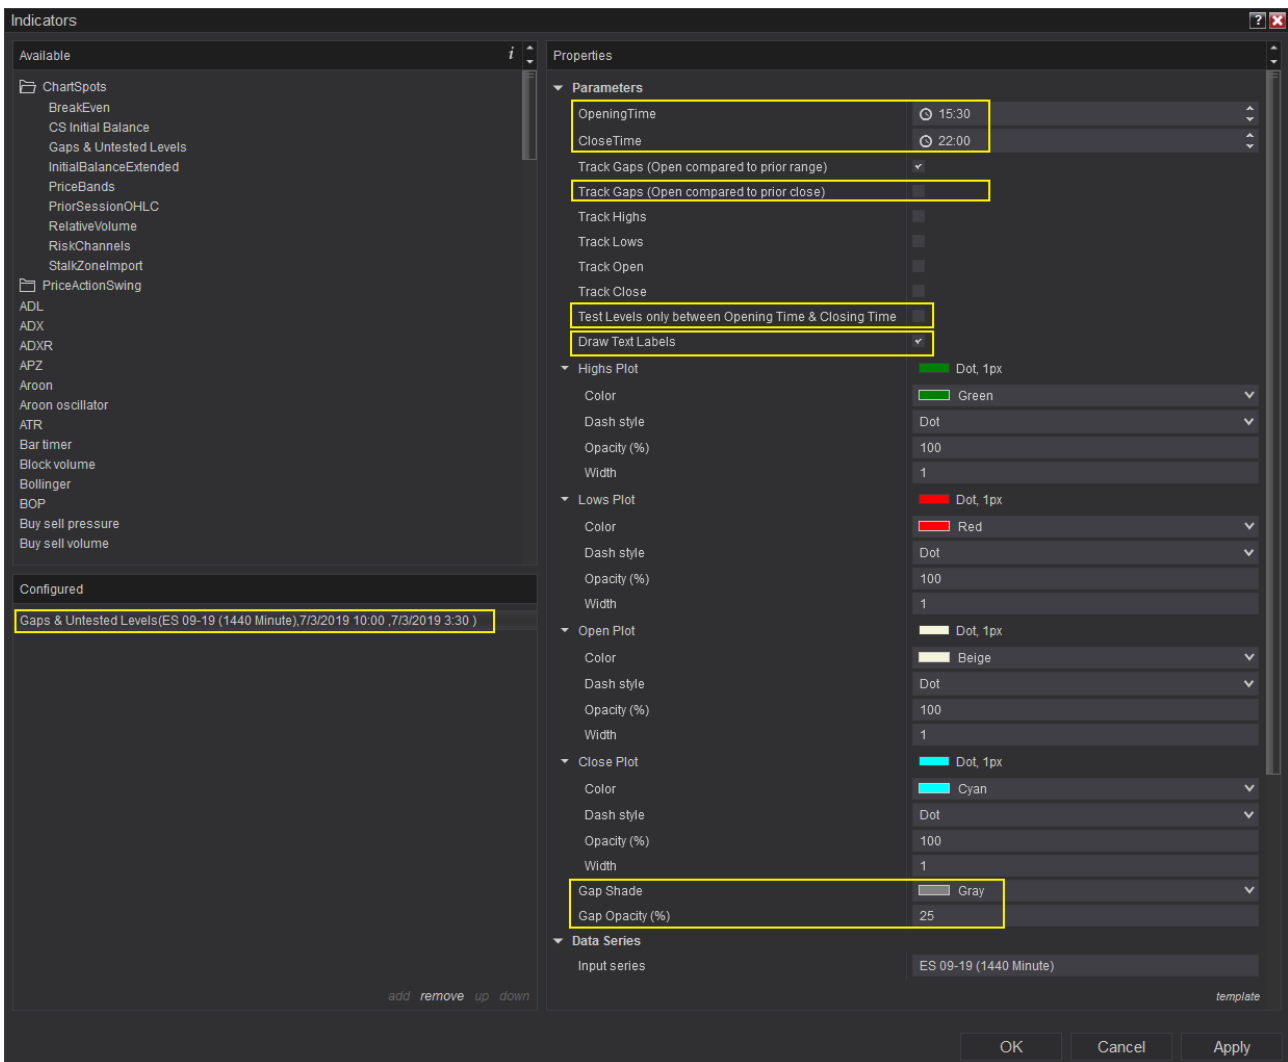 Indicators
?
Available
i
ChartSpots
BreakEven
CS Initial Balance
Gaps & Untested Levels
InitialBalanceExtended
PriceBands
PriorSessionOHLC
RelativeVolume
RiskChannels
StalkZoneImport
PriceActionSwing
ADL
ADX
ADXR
APZ
Aroon
Aroon oscillator
ATR
Bar timer
Block volume
Bollinger
BOP
Buy sell pressure
Buy sell volume
Configured
Gaps & Untested Levels(ES 09-19 (1440 Minute),7/3/2019 10:00 ,7/3/2019 3:30 )
add remove up down
Properties
Parameters
OpeningTime 15:30
CloseTime 22:00
Track Gaps (Open compared to prior range)
Track Gaps (Open compared to prior close)
Track Highs
Track Lows
Track Open
Track Close
Test Levels only between Opening Time & Closing Time
Draw Text Labels
Highs Plot Dot, 1px
Color Green
Dash style Dot
Opacity (%) 100
Width 1
Lows Plot Dot, 1px
Color Red
Dash style Dot
Opacity (%) 100
Width 1
Open Plot Dot, 1px
Color Beige
Dash style Dot
Opacity (%) 100
Width 1
Close Plot Dot, 1px
Color Cyan
Dash style Dot
Opacity (%) 100
Width 1
Gap Shade Gray
Gap Opacity (%) 25
Data Series
Input series ES 09-19 (1440 Minute)
template
OK Cancel Apply